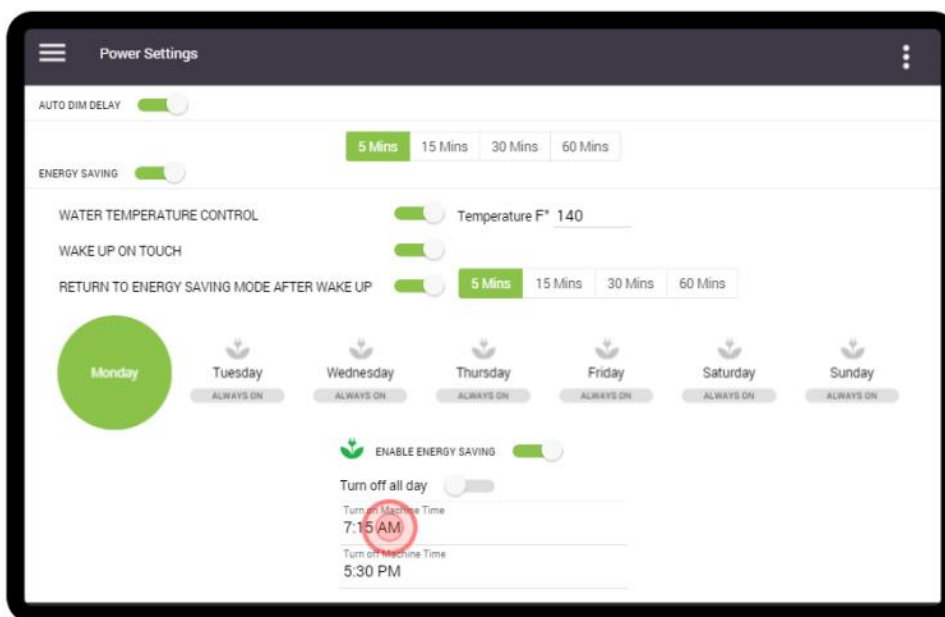 Power Settings
AUTO DIM DELAY
5 Mins 15 Mins 30 Mins 60 Mins
ENERGY SAVING
WATER TEMPERATURE CONTROL Temperature F° 140
WAKE UP ON TOUCH
RETURN TO ENERGY SAVING MODE AFTER WAKE UP 5 Mins 15 Mins 30 Mins 60 Mins
Monday Tuesday Wednesday Thursday Friday Saturday Sunday
ALWAYS ON ALWAYS ON ALWAYS ON ALWAYS ON ALWAYS ON ALWAYS ON
ENABLE ENERGY SAVING
Turn off all day
Turn on Machine Time
7:15 AM
Turn off Machine Time
5:30 PM